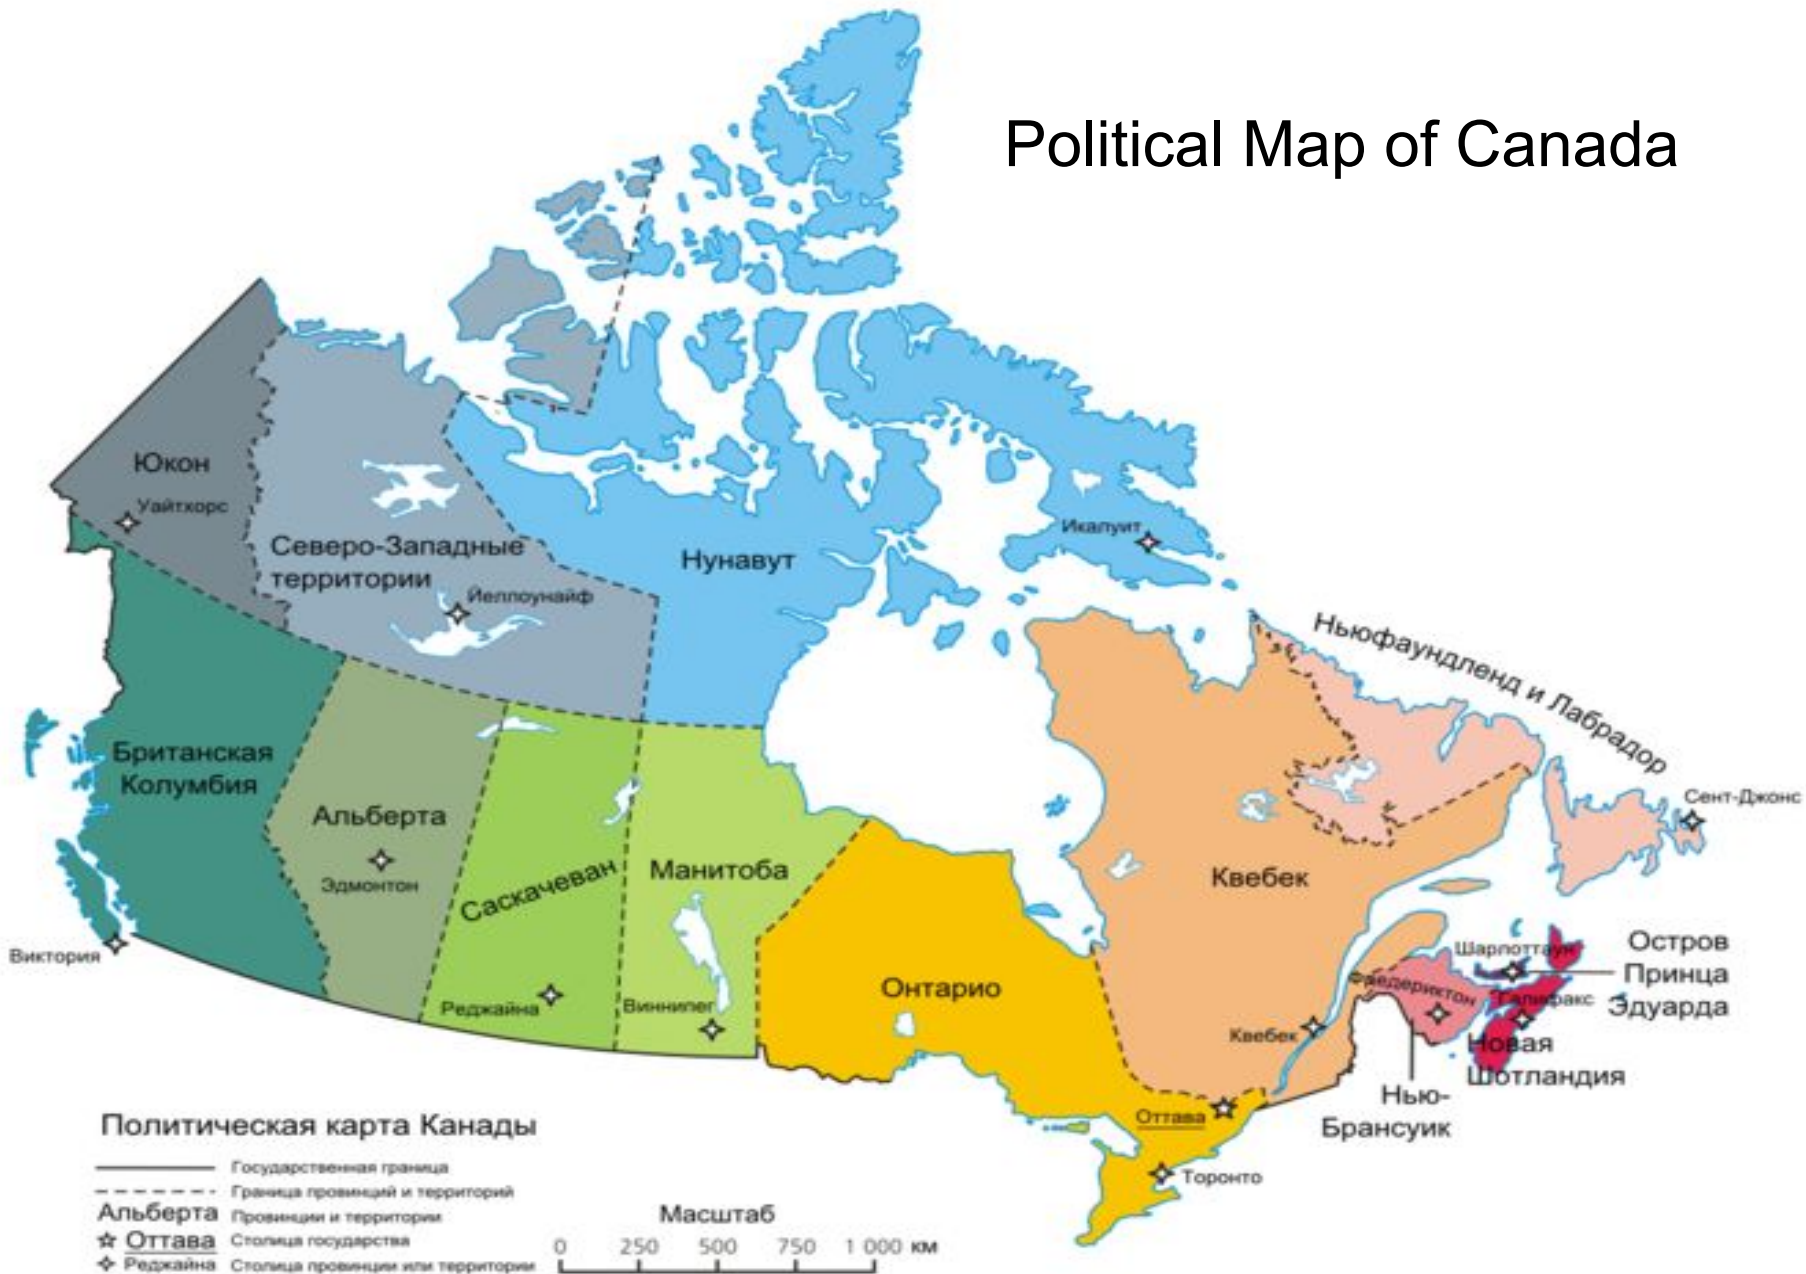 Political Map of Canada
Юкон
Уайтхорс
Северо-Западные
территории
Йеллоунайф
Нунавут
Икалуит
Ньюфаундленд и Лабрадор
Сент-Джонс
Британская
Колумбия
Виктория
Альберта
Эдмонтон
Саскачеван
Реджайна
Манитоба
Виннипег
Онтарио
Оттава
Торонто
Квебек
Квебек
Шарлоттаун
Остров
Принца
Эдуарда
Фредериктон
Галифакс
Новая
Шотландия
Нью-
Брансуик
Политическая карта Канады
Государственная граница
Граница провинций и территорий
Альберта Провинции и территории
Оттава Столица государства
Реджайна Столица провинции или территории
Масштаб
0 250 500 750 1 000 км